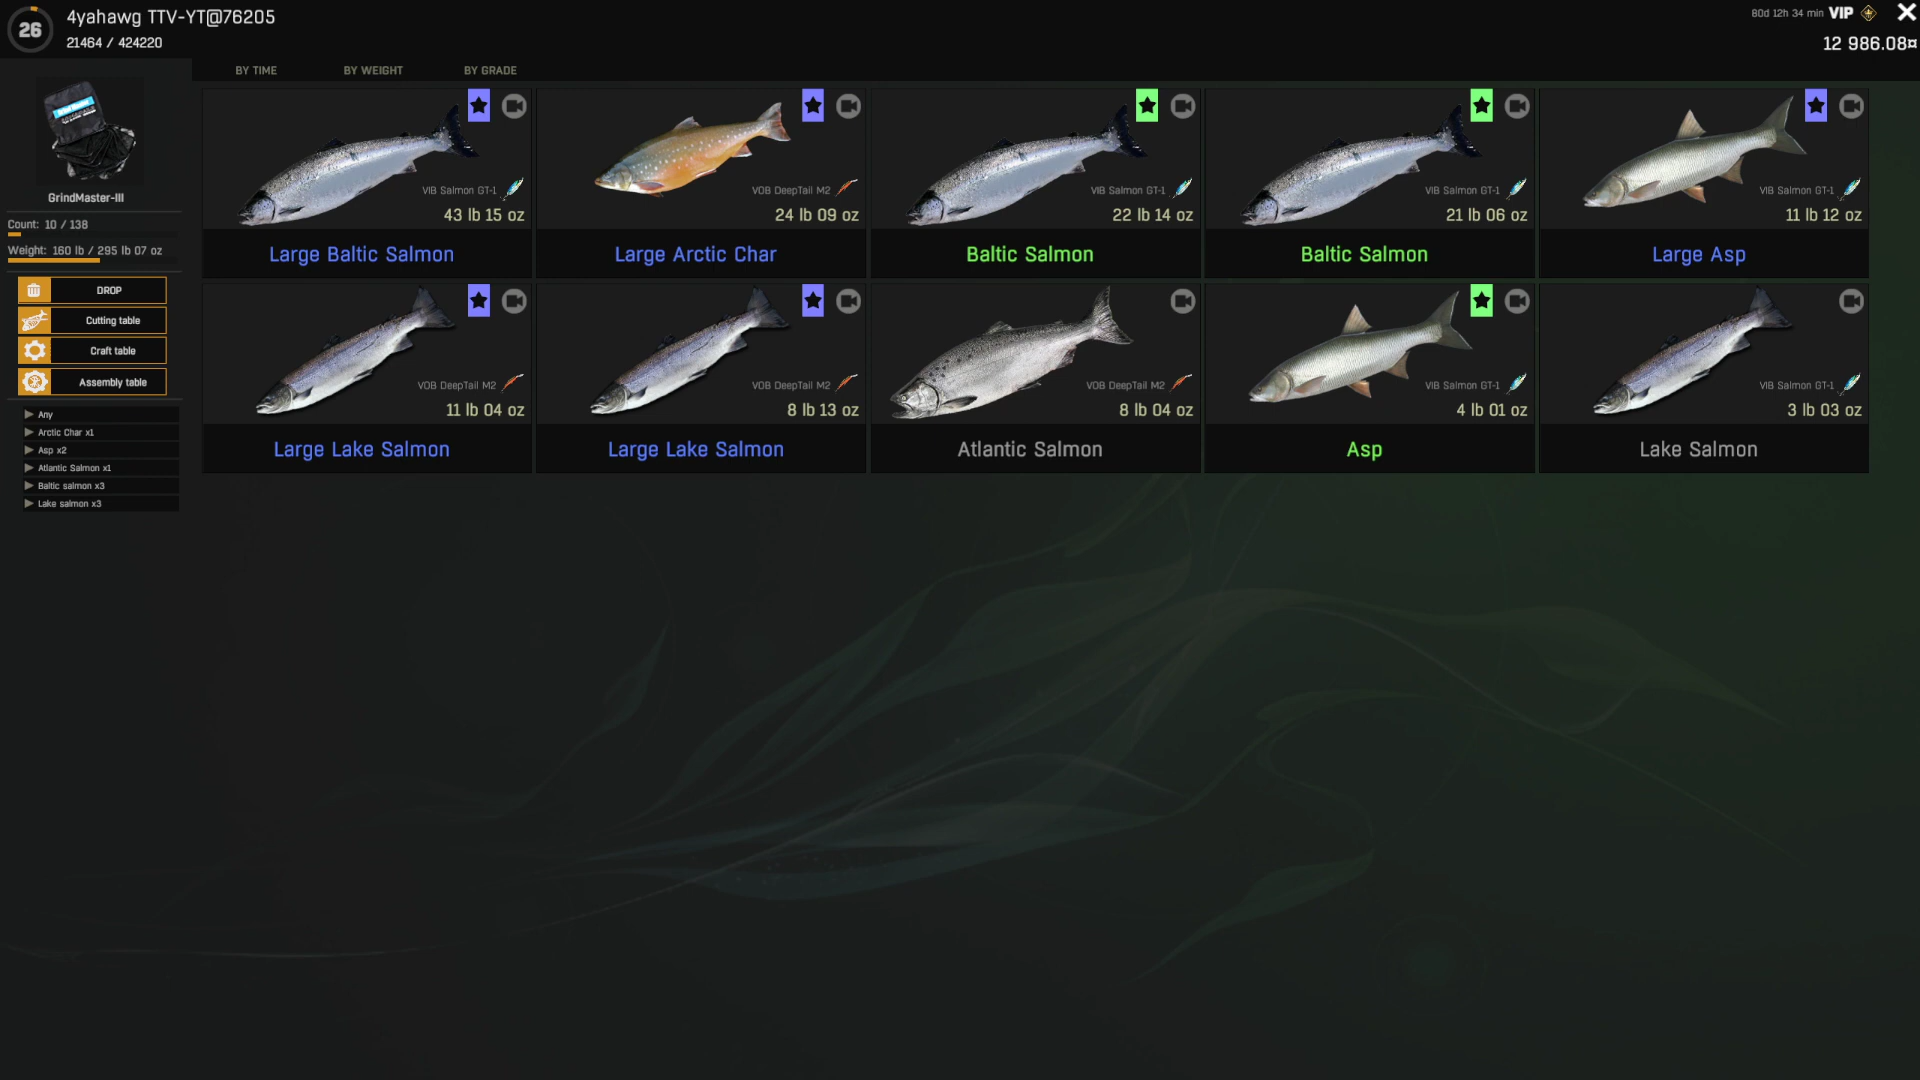 26
4yahawg TTV-YT@76205
21464 / 424220
80d 12h 34 min VIP
12 986.08¤
BY TIME BY WEIGHT BY GRADE
GrindMaster-III
Count: 10 / 138
Weight: 160 lb / 295 lb 07 oz
DROP
Cutting table
Craft table
Assembly table
Any
Arctic Char x1
Asp x2
Atlantic Salmon x1
Baltic salmon x3
Lake salmon x3
VIB Salmon GT-1
43 lb 15 oz
Large Baltic Salmon
VOB DeepTail M2
24 lb 09 oz
Large Arctic Char
VIB Salmon GT-1
22 lb 14 oz
Baltic Salmon
VIB Salmon GT-1
21 lb 06 oz
Baltic Salmon
VIB Salmon GT-1
11 lb 12 oz
Large Asp
VOB DeepTail M2
11 lb 04 oz
Large Lake Salmon
VOB DeepTail M2
8 lb 13 oz
Large Lake Salmon
VOB DeepTail M2
8 lb 04 oz
Atlantic Salmon
VIB Salmon GT-1
4 lb 01 oz
Asp
VIB Salmon GT-1
3 lb 03 oz
Lake Salmon